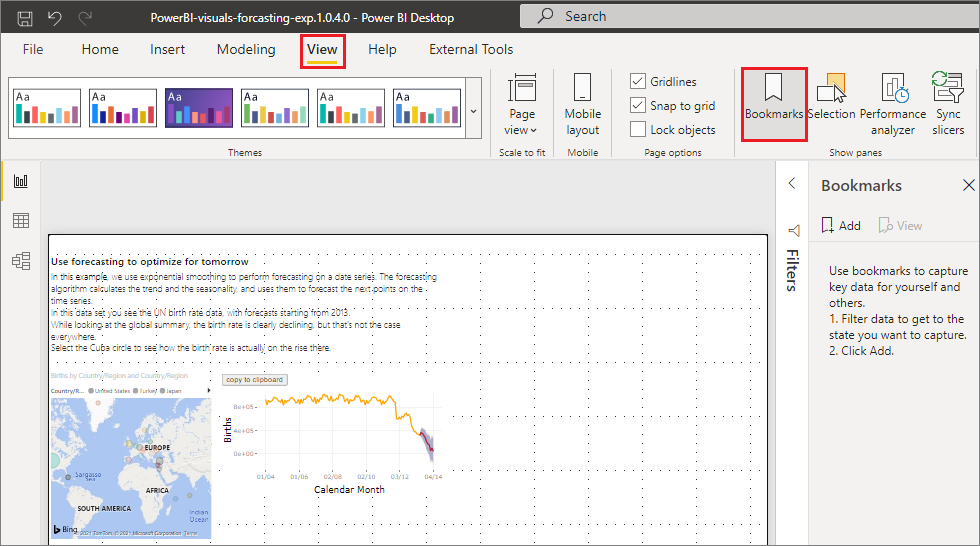 PowerBI-visuals-forcasting-exp.1.0.4.0 - Power BI Desktop
Search
File
Home
Insert
Modeling
View
Help
External Tools
Aa
Aa
Aa
Aa
Aa
Aa
Themes
Page
view
Scale to fit
Mobile
layout
Mobile
Gridlines
Snap to grid
Lock objects
Page options
Bookmarks
Selection
Performance
analyzer
Sync
slicers
Show panes
Use forecasting to optimize for tomorrow
In this example, we use exponential smoothing to perform forecasting on a date series. The forecasting
algorithm calculates the trend and the seasonality, and uses them to forecast the next points on the
time series.
In this data set you see the UN birth rate data, with forecasts starting from 2013.
While looking at the global summary, the birth rate is clearly declining, but that's not the case
everywhere.
Select the Cuba circle to see how the birth rate is actually on the rise there.
Births by Country/Region and Country/Region
Country/R...
United States
Turkey
Japan
EUROPE
Sargasso
Sea
AFRICA
SOUTH AMERICA
Indian
Ocean
Bing
© 2021 TomTom, © 2021 Microsoft Corporation Terms
copy to clipboard
Births
8e+05
4e+05
0e+00
01/04
01/06
02/08
02/10
03/12
04/14
Calendar Month
Filters
Bookmarks
Add
View
Use bookmarks to capture
key data for yourself and
others.
1. Filter data to get to the
state you want to capture.
2. Click Add.